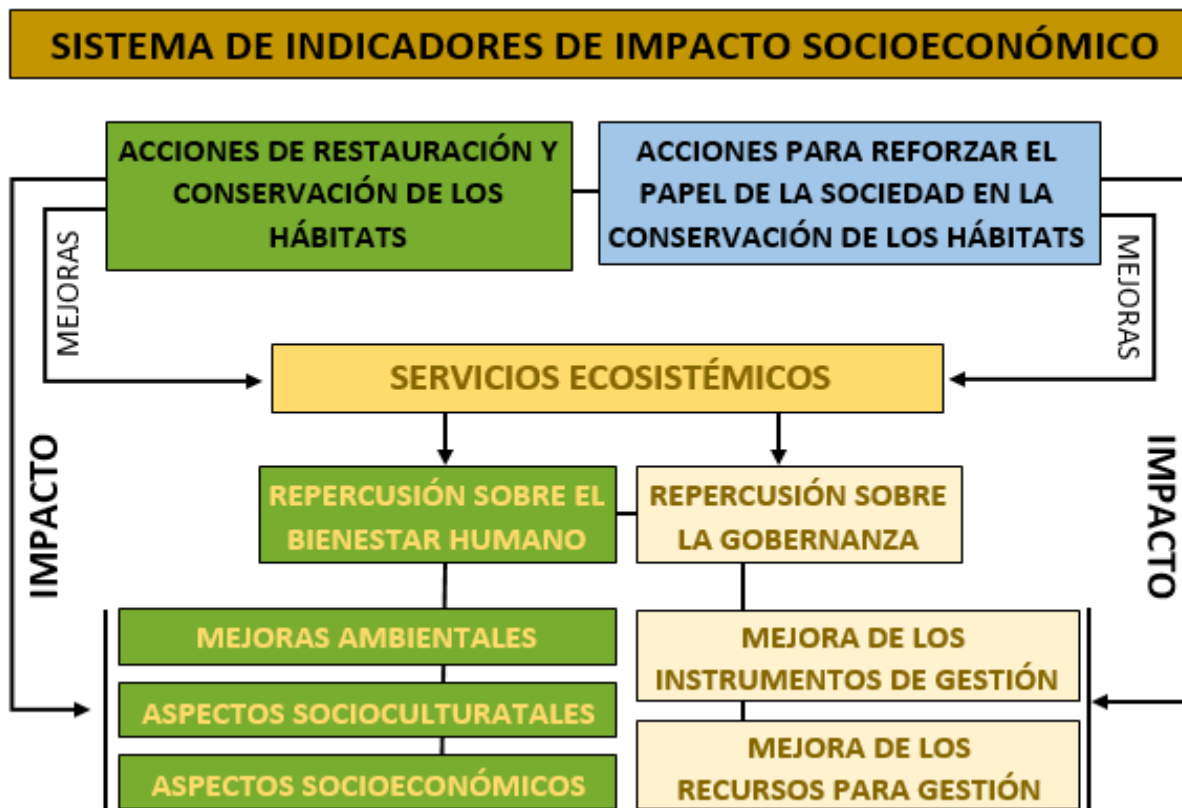 SISTEMA DE INDICADORES DE IMPACTO SOCIOECONÓMICO
ACCIONES DE RESTAURACIÓN Y
CONSERVACIÓN DE LOS
HÁBITATS
ACCIONES PARA REFORZAR EL
PAPEL DE LA SOCIEDAD EN LA
CONSERVACIÓN DE LOS HÁBITATS
MEJORAS
MEJORAS
SERVICIOS ECOSISTÉMICOS
IMPACTO
IMPACTO
REPERCUSIÓN SOBRE EL
BIENESTAR HUMANO
REPERCUSIÓN SOBRE
LA GOBERNANZA
MEJORAS AMBIENTALES
ASPECTOS SOCIOCULTURATALES
ASPECTOS SOCIOECONÓMICOS
MEJORA DE LOS
INSTRUMENTOS DE GESTIÓN
MEJORA DE LOS
RECURSOS PARA GESTIÓN